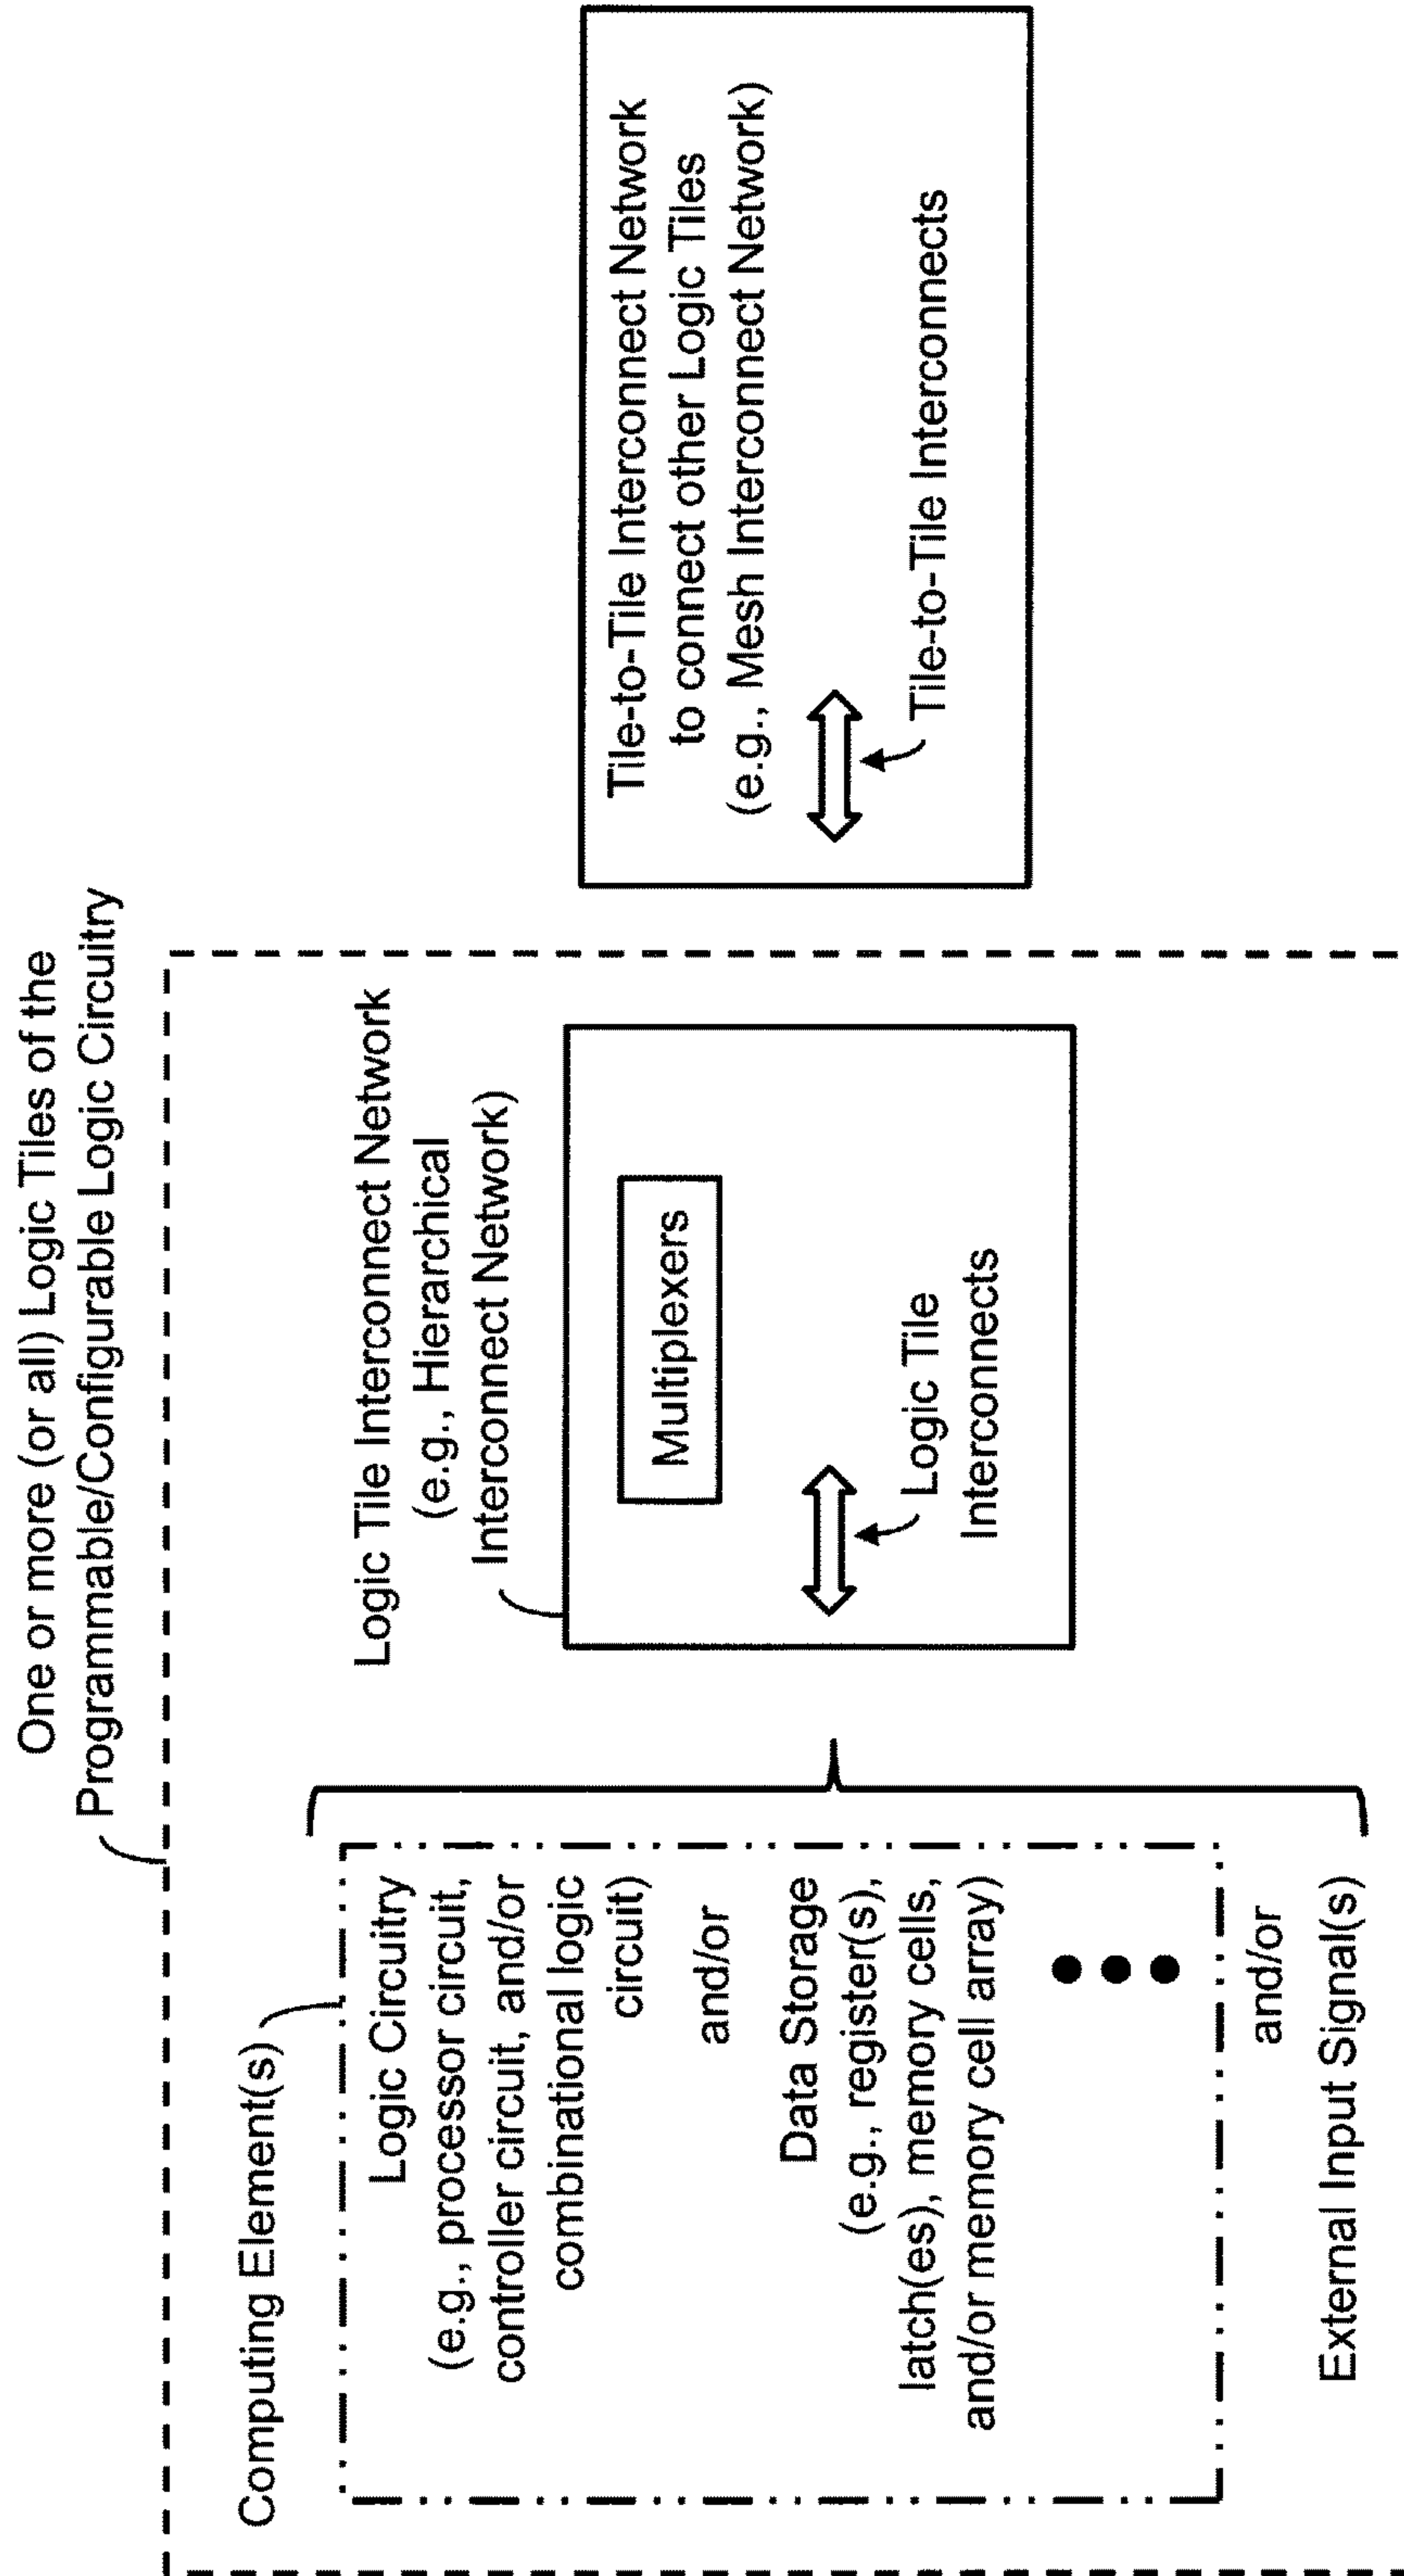 One or more (or all) Logic Tiles of the
Programmable/Configurable Logic Circuitry
Computing Element(s)
Logic Circuitry
(e.g., processor circuit,
controller circuit, and/or
combinational logic
circuit)
and/or
Data Storage
(e.g., register(s),
latch(es), memory cells,
and/or memory cell array)
and/or
External Input Signal(s)
Logic Tile Interconnect Network
(e.g., Hierarchical
Interconnect Network)
Multiplexers
Logic Tile
Interconnects
Tile-to-Tile Interconnect Network
to connect other Logic Tiles
(e.g., Mesh Interconnect Network)
Tile-to-Tile Interconnects